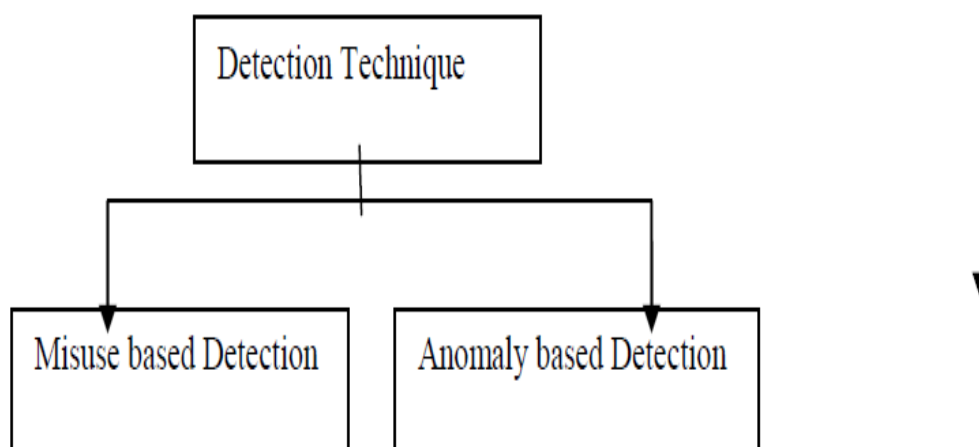 Detection Technique
Misuse based Detection
Anomaly based Detection